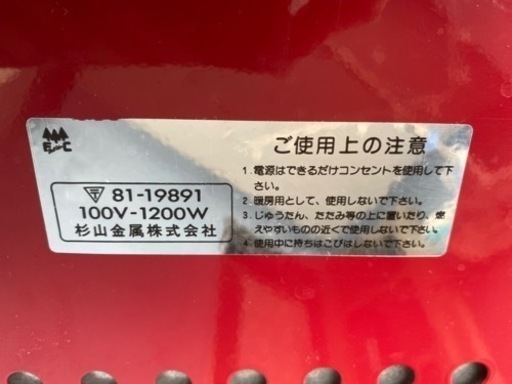 ご使用上の注意
1.電源はできるだけコンセントを使用して下
さい。
2.暖房用として、使用しないで下さい。
3.じゅうたん、たたみ等の上に置いたり、燃
えやすいものの近くで使用しないで下さい。
4.使用中に持ちはこびはしないで下さい。
81-19891
100V-1200W
杉山金属株式会社